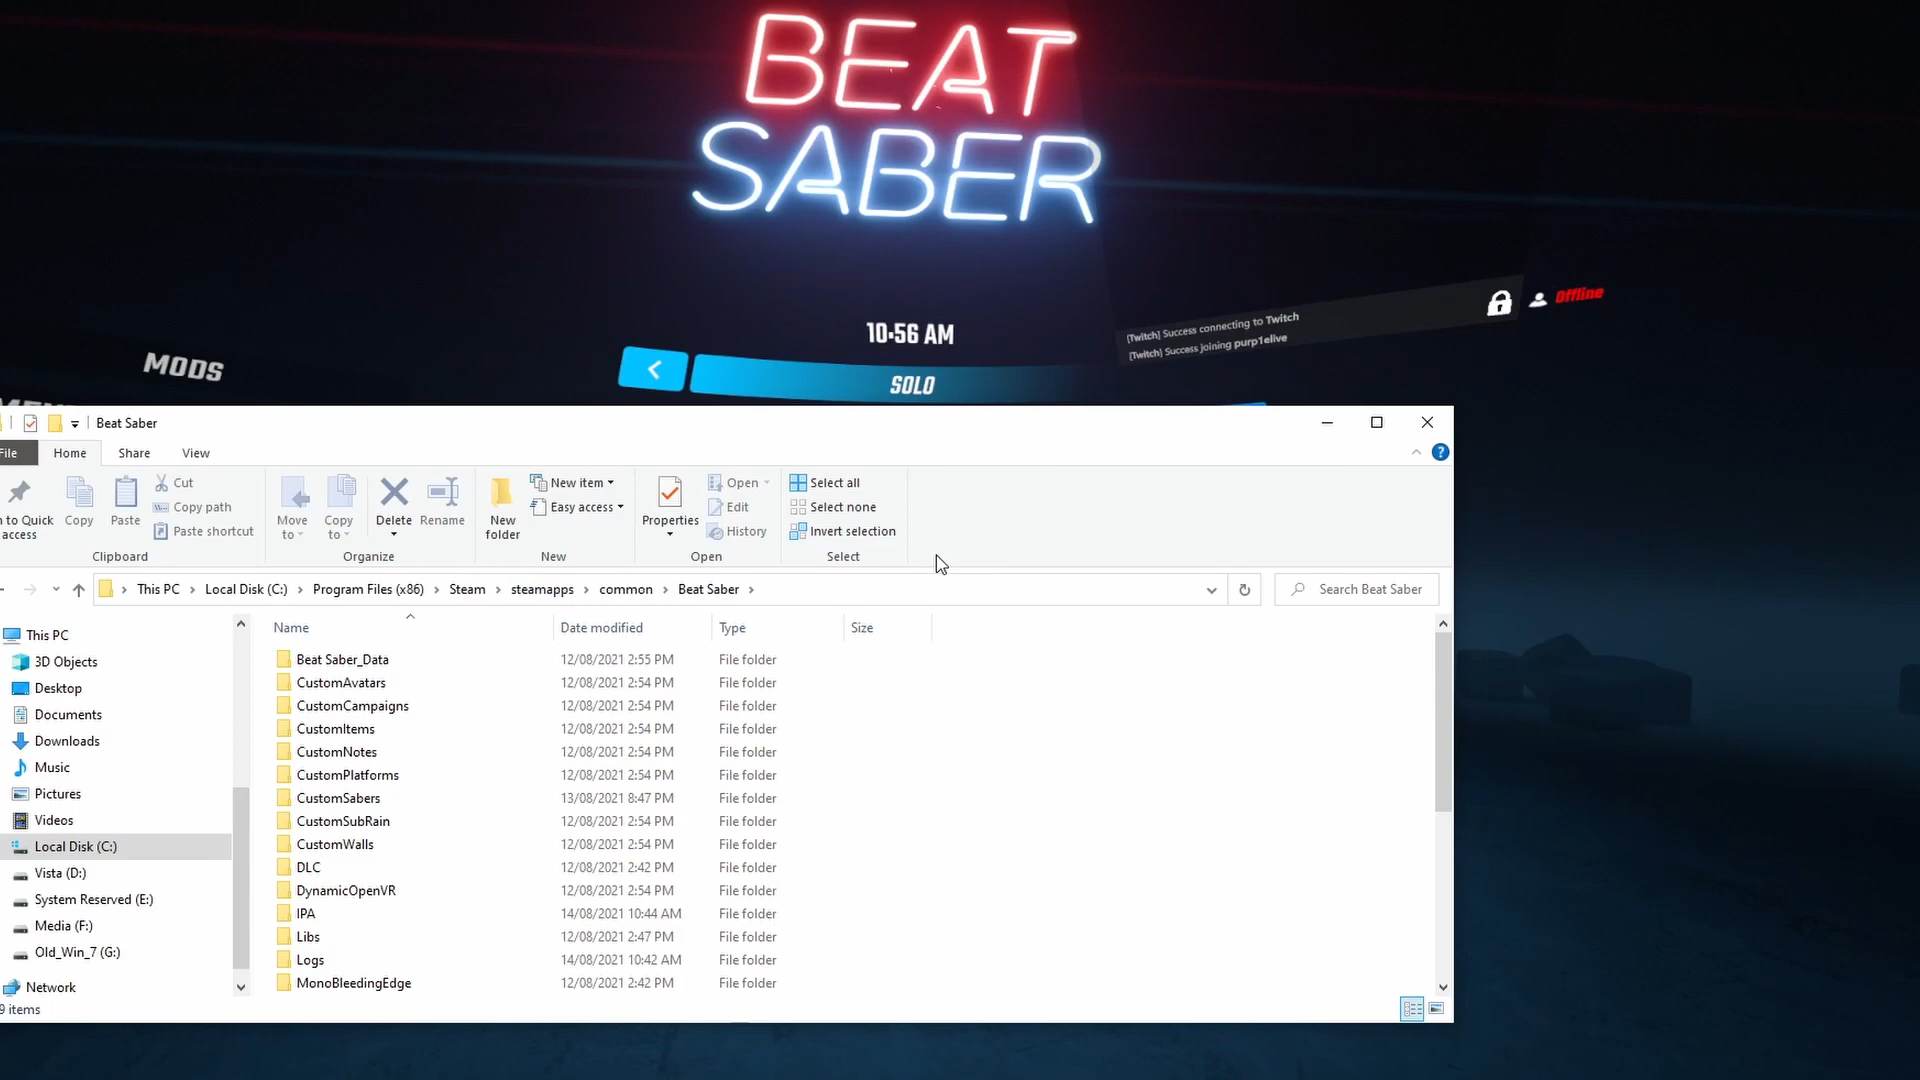 BEAT
SABER
10:56 AM
[Twitch] Success connecting to Twitch
[Twitch] Success joining purp1elive
Offline
MODS
SOLO
Beat Saber
File
Home
Share
View
to Quick
access
Copy
Paste
Cut
Copy path
Paste shortcut
Clipboard
Move
to
Copy
to
Delete
Rename
Organize
New
folder
New item
Easy access
New
Properties
Open
Edit
History
Open
Select all
Select none
Invert selection
Select
This PC > Local Disk (C:) > Program Files (x86) > Steam > steamapps > common > Beat Saber >
Search Beat Saber
This PC
3D Objects
Desktop
Documents
Downloads
Music
Pictures
Videos
Local Disk (C:)
Vista (D:)
System Reserved (E:)
Media (F:)
Old_Win_7 (G:)
Network
Name Date modified Type Size
Beat Saber_Data 12/08/2021 2:55 PM File folder
CustomAvatars 12/08/2021 2:54 PM File folder
CustomCampaigns 12/08/2021 2:54 PM File folder
CustomItems 12/08/2021 2:54 PM File folder
CustomNotes 12/08/2021 2:54 PM File folder
CustomPlatforms 12/08/2021 2:54 PM File folder
CustomSabers 13/08/2021 8:47 PM File folder
CustomSubRain 12/08/2021 2:54 PM File folder
CustomWalls 12/08/2021 2:54 PM File folder
DLC 12/08/2021 2:42 PM File folder
DynamicOpenVR 12/08/2021 2:54 PM File folder
IPA 14/08/2021 10:44 AM File folder
Libs 12/08/2021 2:47 PM File folder
Logs 14/08/2021 10:42 AM File folder
MonoBleedingEdge 12/08/2021 2:42 PM File folder
9 items